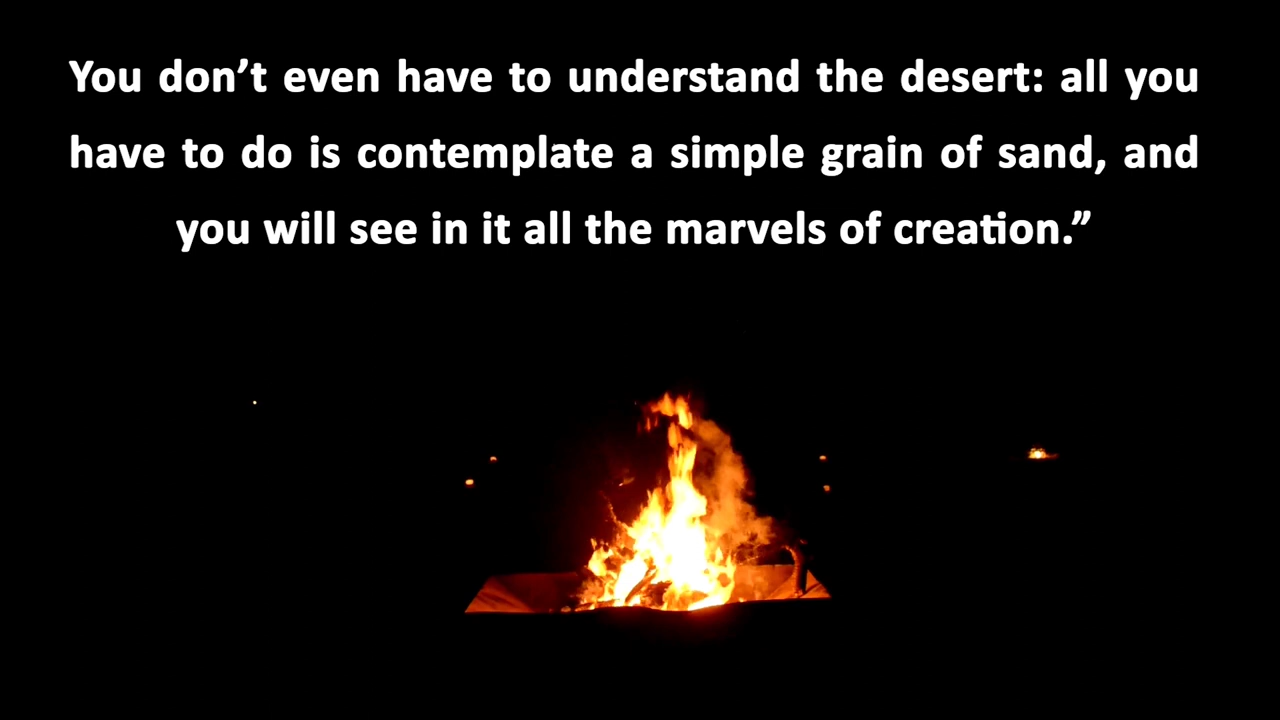 You don’t even have to understand the desert: all you
have to do is contemplate a simple grain of sand, and
you will see in it all the marvels of creation.”